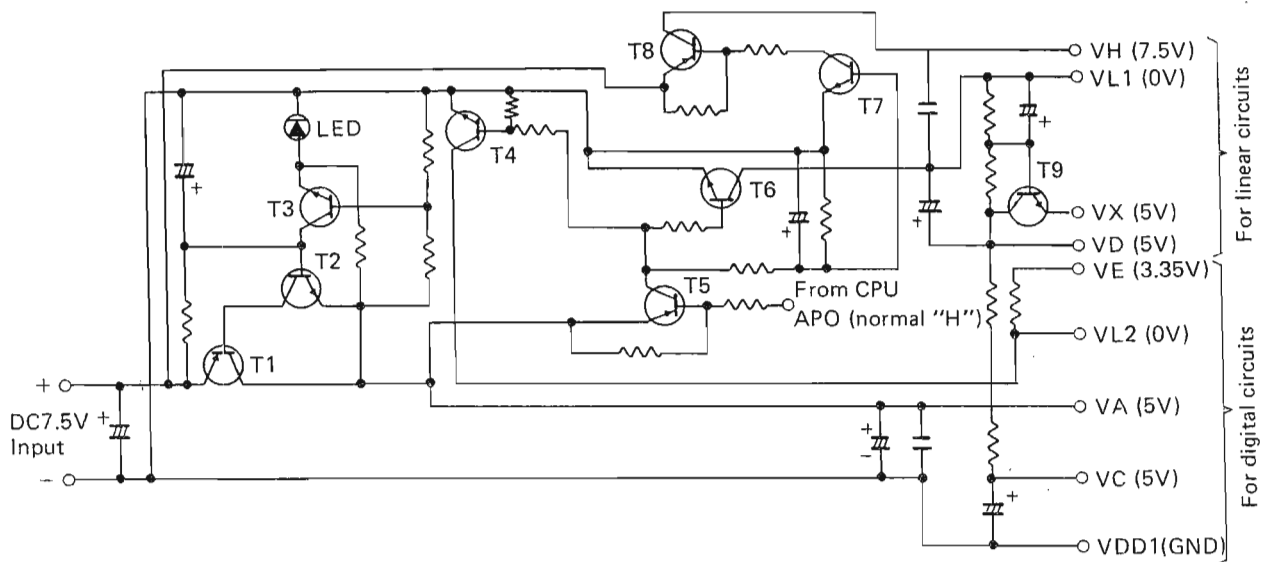 T8
VH (7.5V)
VL1 (0V)
T7
LED
T4
T9
T6
T3
VX (5V)
For linear circuits
VD (5V)
T2
VE (3.35V)
T5
From CPU
APO (normal "H")
VL2 (0V)
T1
+
VA (5V)
DC7.5V
Input
For digital circuits
VC (5V)
−
VDD1(GND)